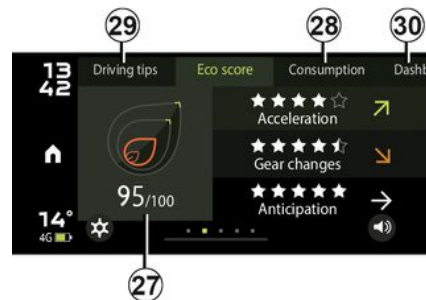 29
28
30
13
42
Driving tips
Eco score
Consumption
Dashb
Acceleration
Gear changes
95/100
Anticipation
14°
4G
27